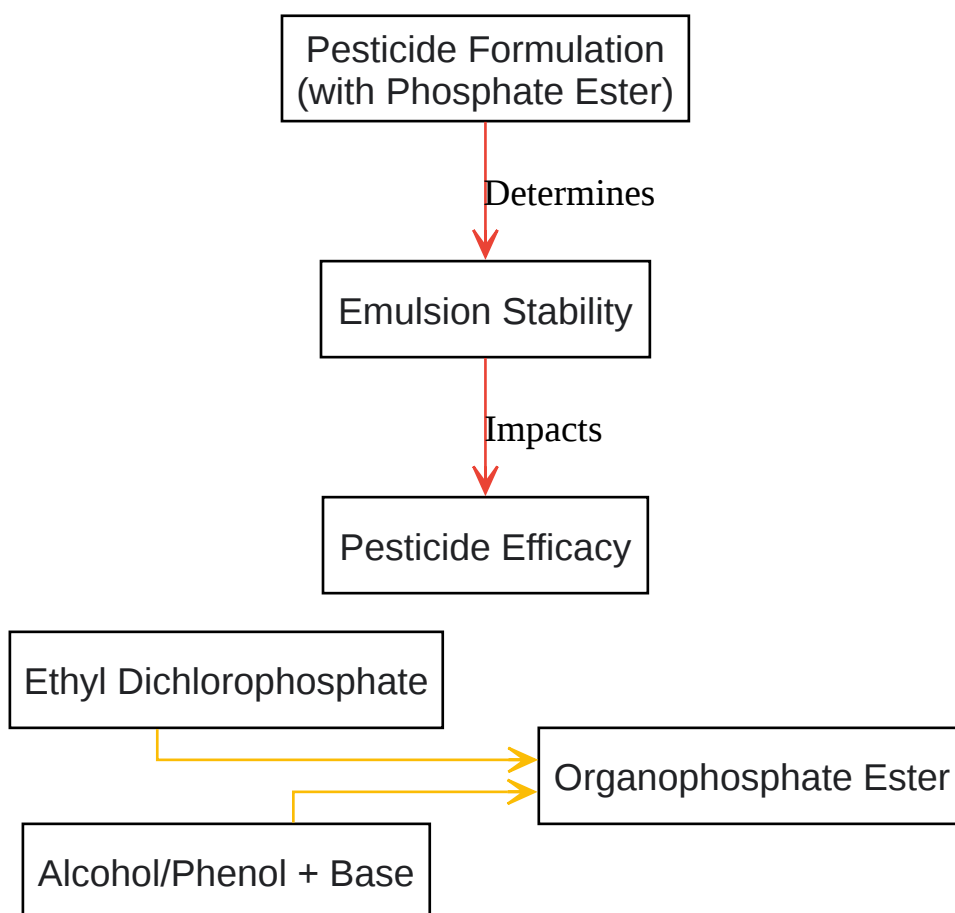 Pesticide Formulation
(with Phosphate Ester)
Determines
Emulsion Stability
Impacts
Pesticide Efficacy
Ethyl Dichlorophosphate
Organophosphate Ester
Alcohol/Phenol + Base